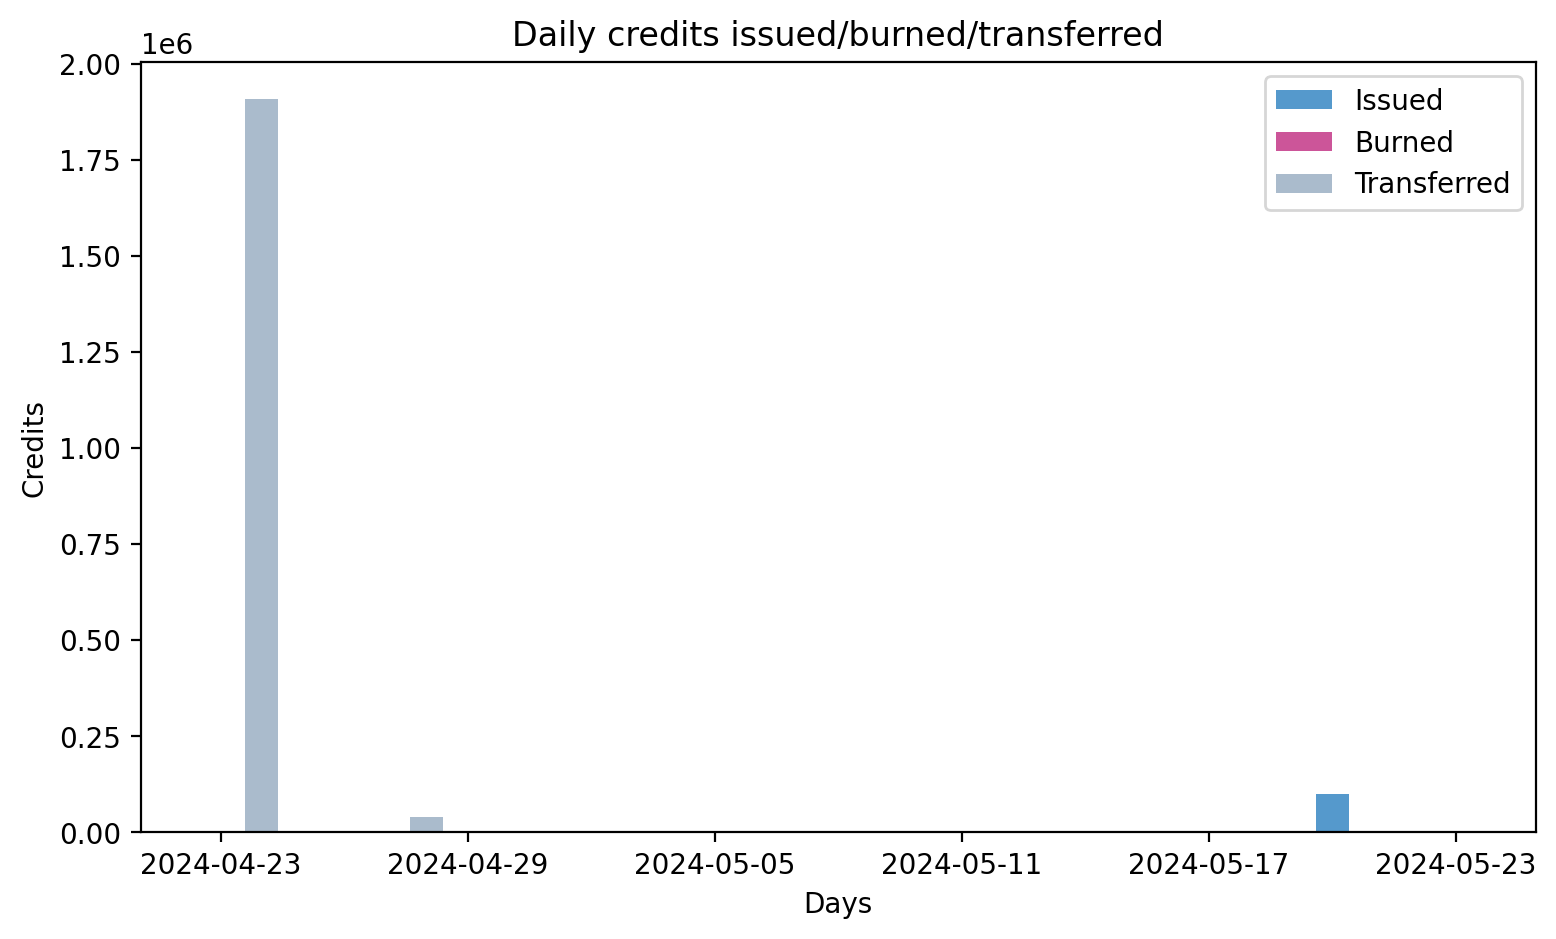 Daily credits issued/burned/transferred
1e6
2.00
1.75
1.50
1.25
1.00
0.75
0.50
0.25
0.00
Credits
Issued
Burned
Transferred
2024-04-23 2024-04-29 2024-05-05 2024-05-11 2024-05-17 2024-05-23
Days